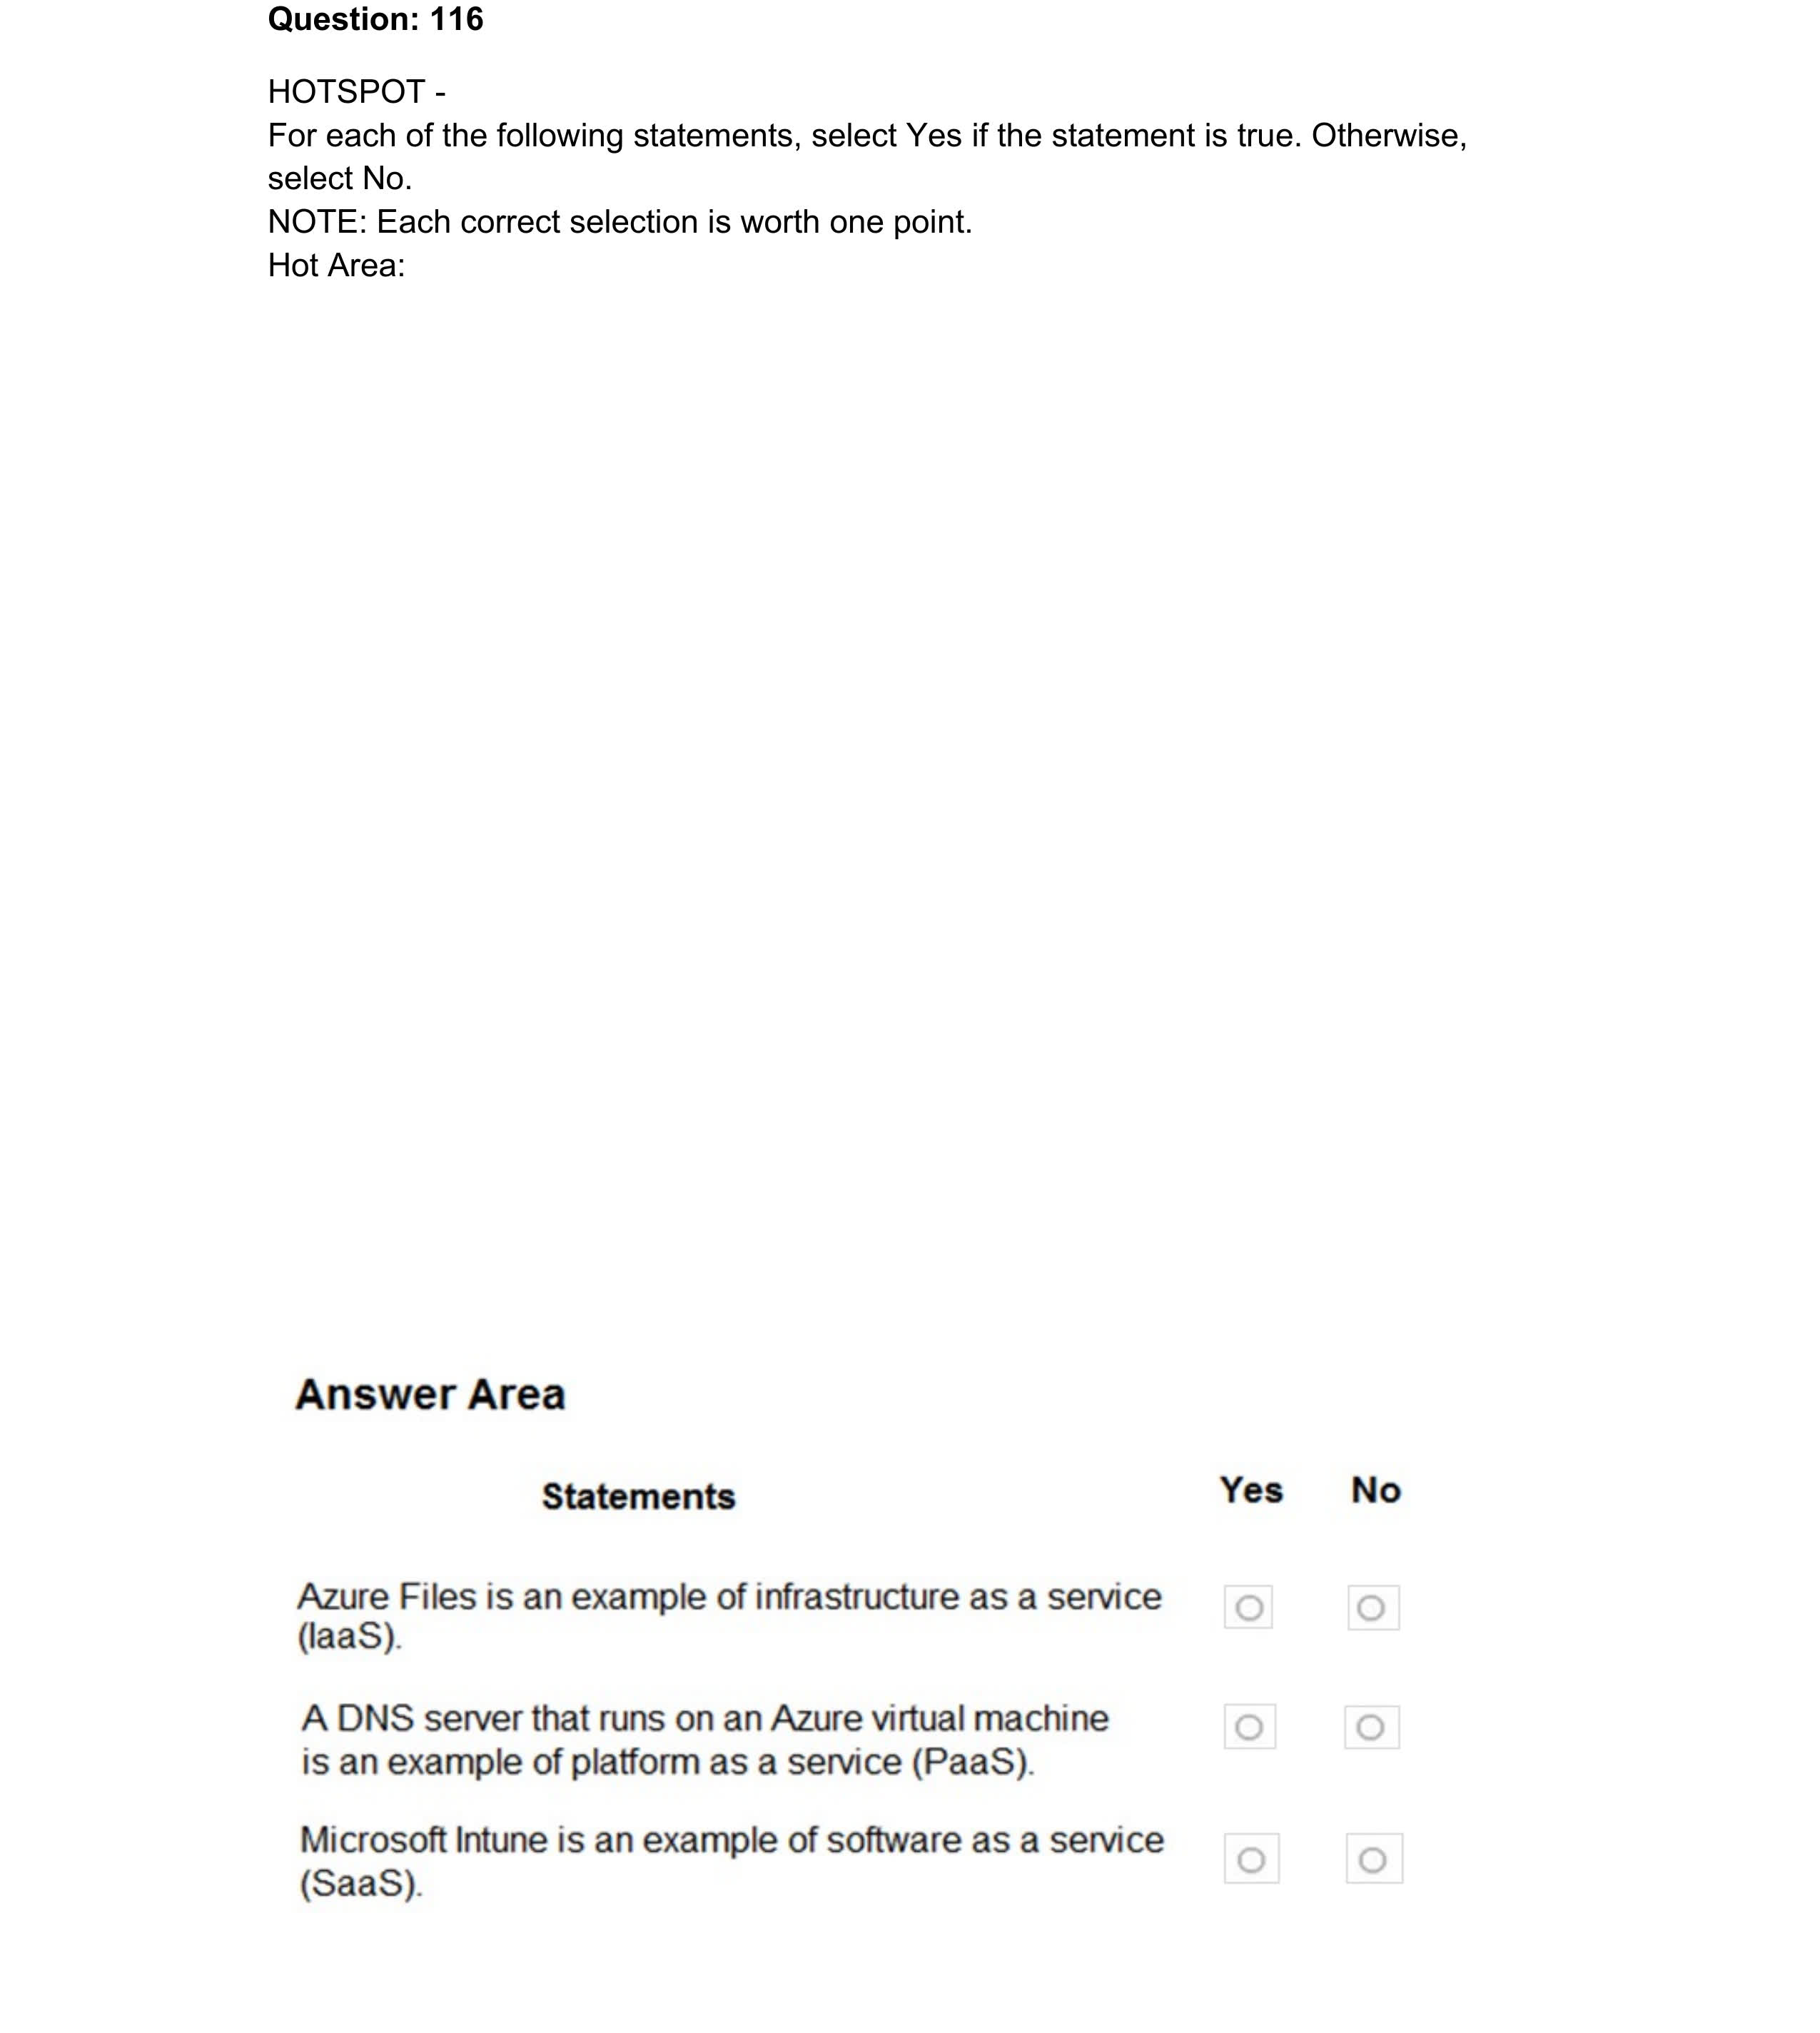 Question: 116
HOTSPOT -
For each of the following statements, select Yes if the statement is true. Otherwise,
select No.
NOTE: Each correct selection is worth one point.
Hot Area:
Answer Area
Statements Yes No
Azure Files is an example of infrastructure as a service
(IaaS).
A DNS server that runs on an Azure virtual machine
is an example of platform as a service (PaaS).
Microsoft Intune is an example of software as a service
(SaaS).